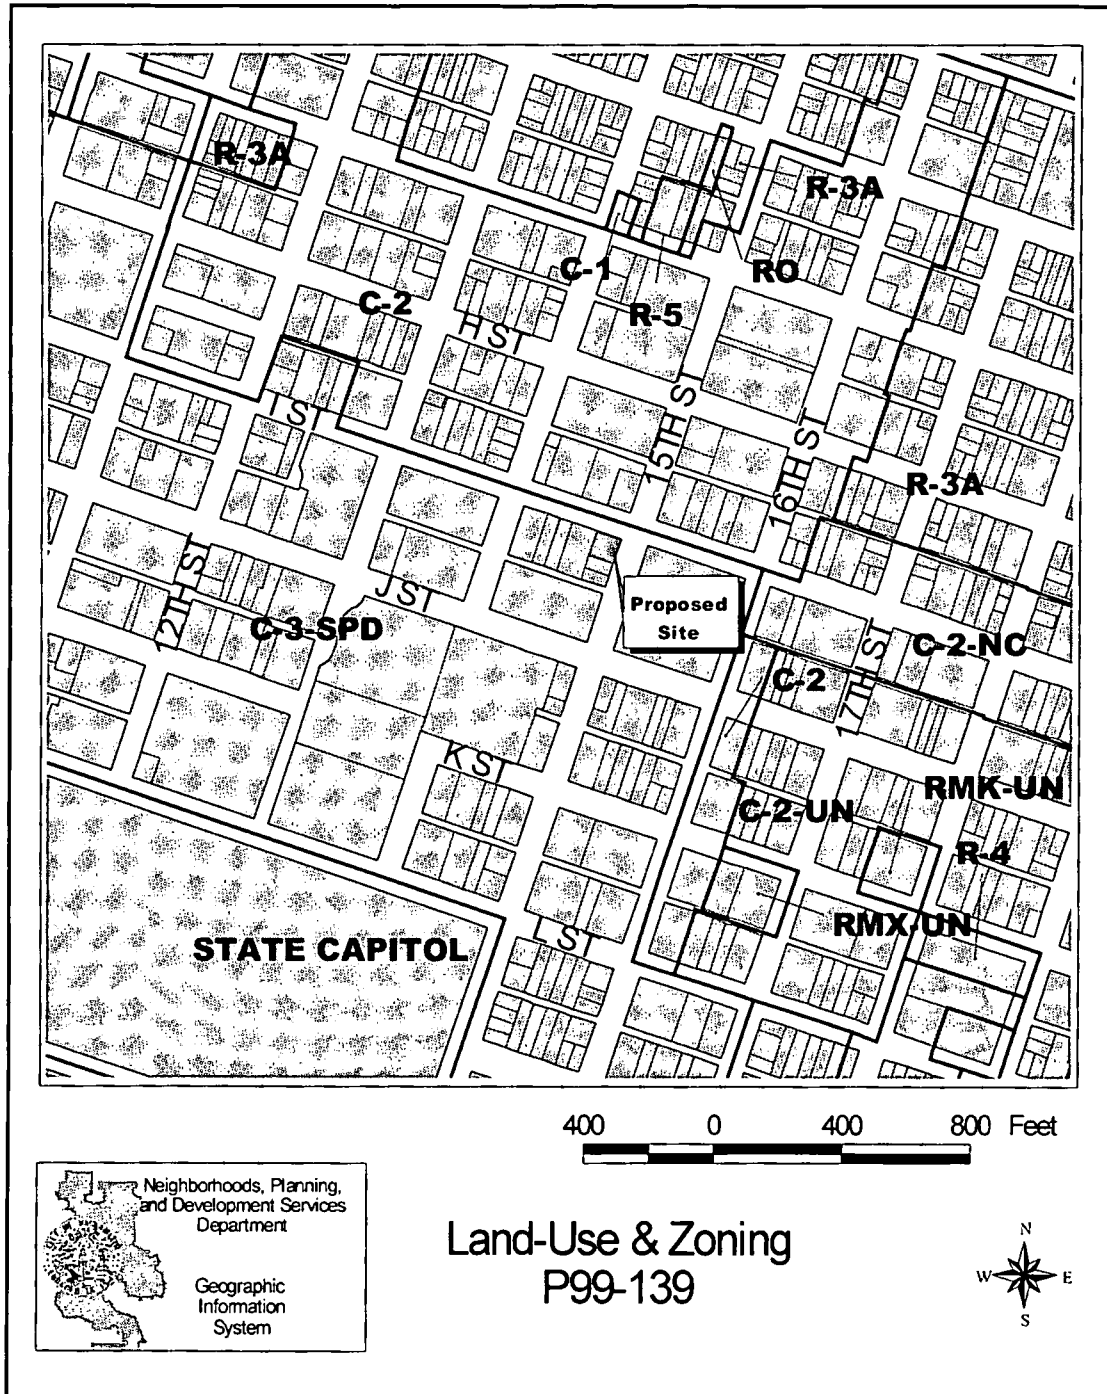 R-3A
R-3A
C-1
RO
C-2
R-5
H ST
I ST
15TH ST
16TH ST
R-3A
Proposed
Site
J ST
12TH ST
C-3-SPD
17TH ST
C-2-NC
C-2
K ST
RMK-UN
C-2-UN
R-4
RMX-UN
L ST
STATE CAPITOL
400 0 400 800 Feet
Neighborhoods, Planning,
and Development Services
Department
Geographic
Information
System
Land-Use & Zoning
P99-139
N
W E
S